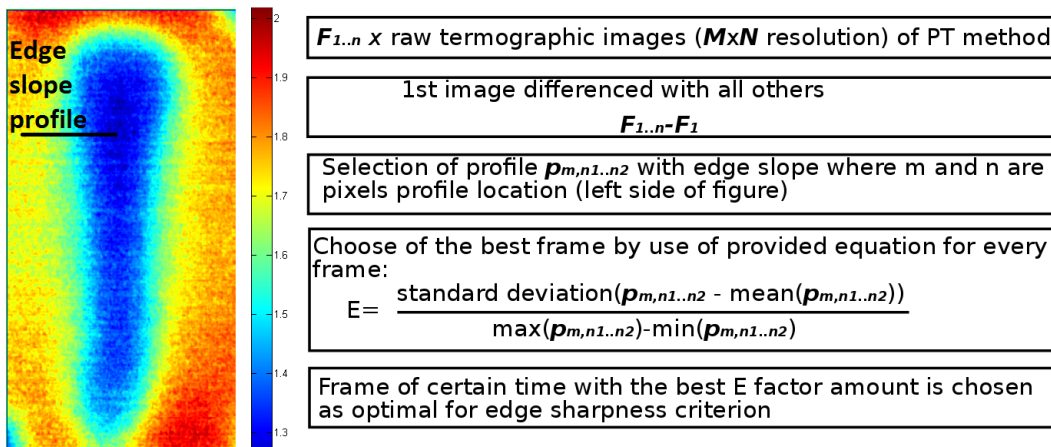 Edge
slope
profile
2
1.9
1.8
1.7
1.6
1.5
1.4
1.3
F1..n x raw termographic images (MxN resolution) of PT method
1st image differenced with all others
F1..n-F1
Selection of profile pm,n1..n2 with edge slope where m and n are
pixels profile location (left side of figure)
Choose of the best frame by use of provided equation for every
frame:
E= standard deviation(pm,n1..n2 - mean(pm,n1..n2))
max(pm,n1..n2)-min(pm,n1..n2)
Frame of certain time with the best E factor amount is chosen
as optimal for edge sharpness criterion